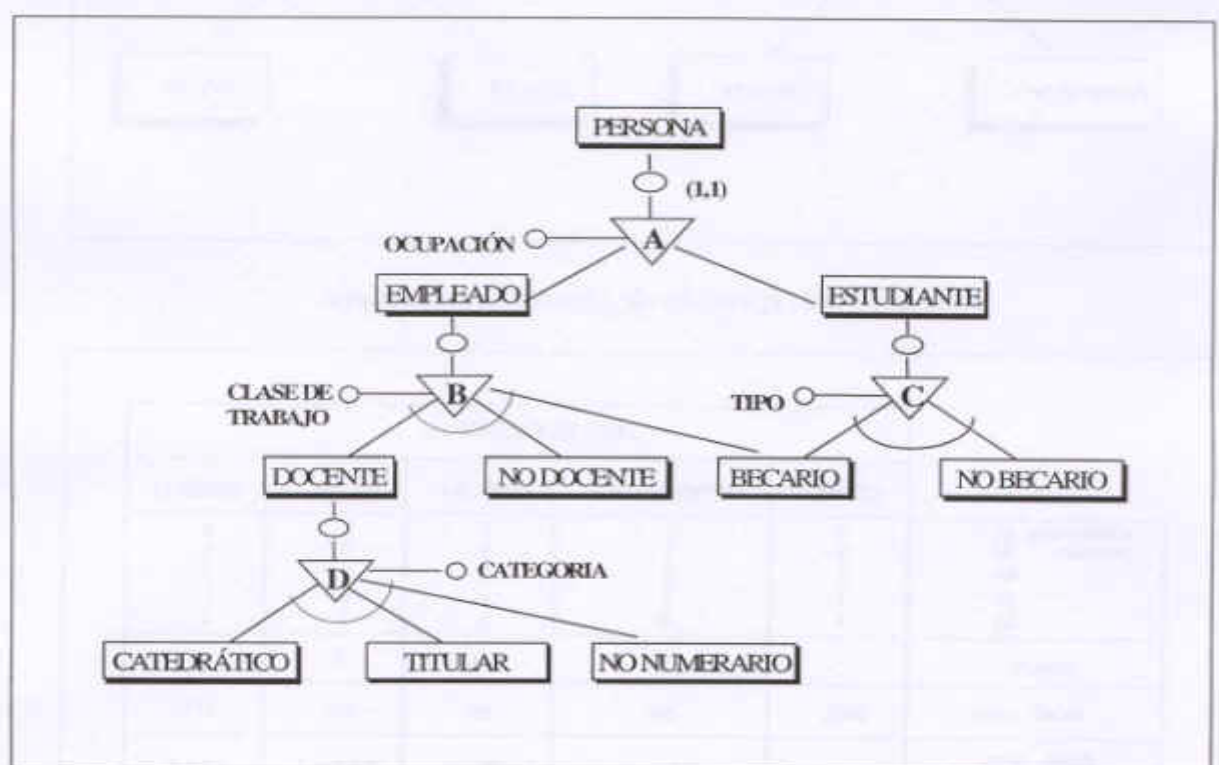 PERSONA
(1,1)
A
OCUPACIÓN
EMPLEADO
ESTUDIANTE
CLASE DE
TRABAJO
B
TIPO
C
DOCENTE
NO DOCENTE
BECARIO
NO BECARIO
D
CATEGORIA
CATEDRÁTICO
TITULAR
NO NUMERARIO